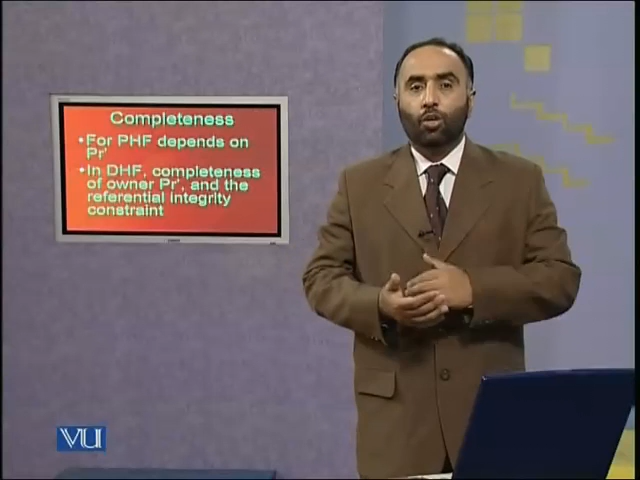 Completeness
•For PHF depends on
Pr'
•In DHF, completeness
of owner Pr', and the
referential integrity
constraint
VU